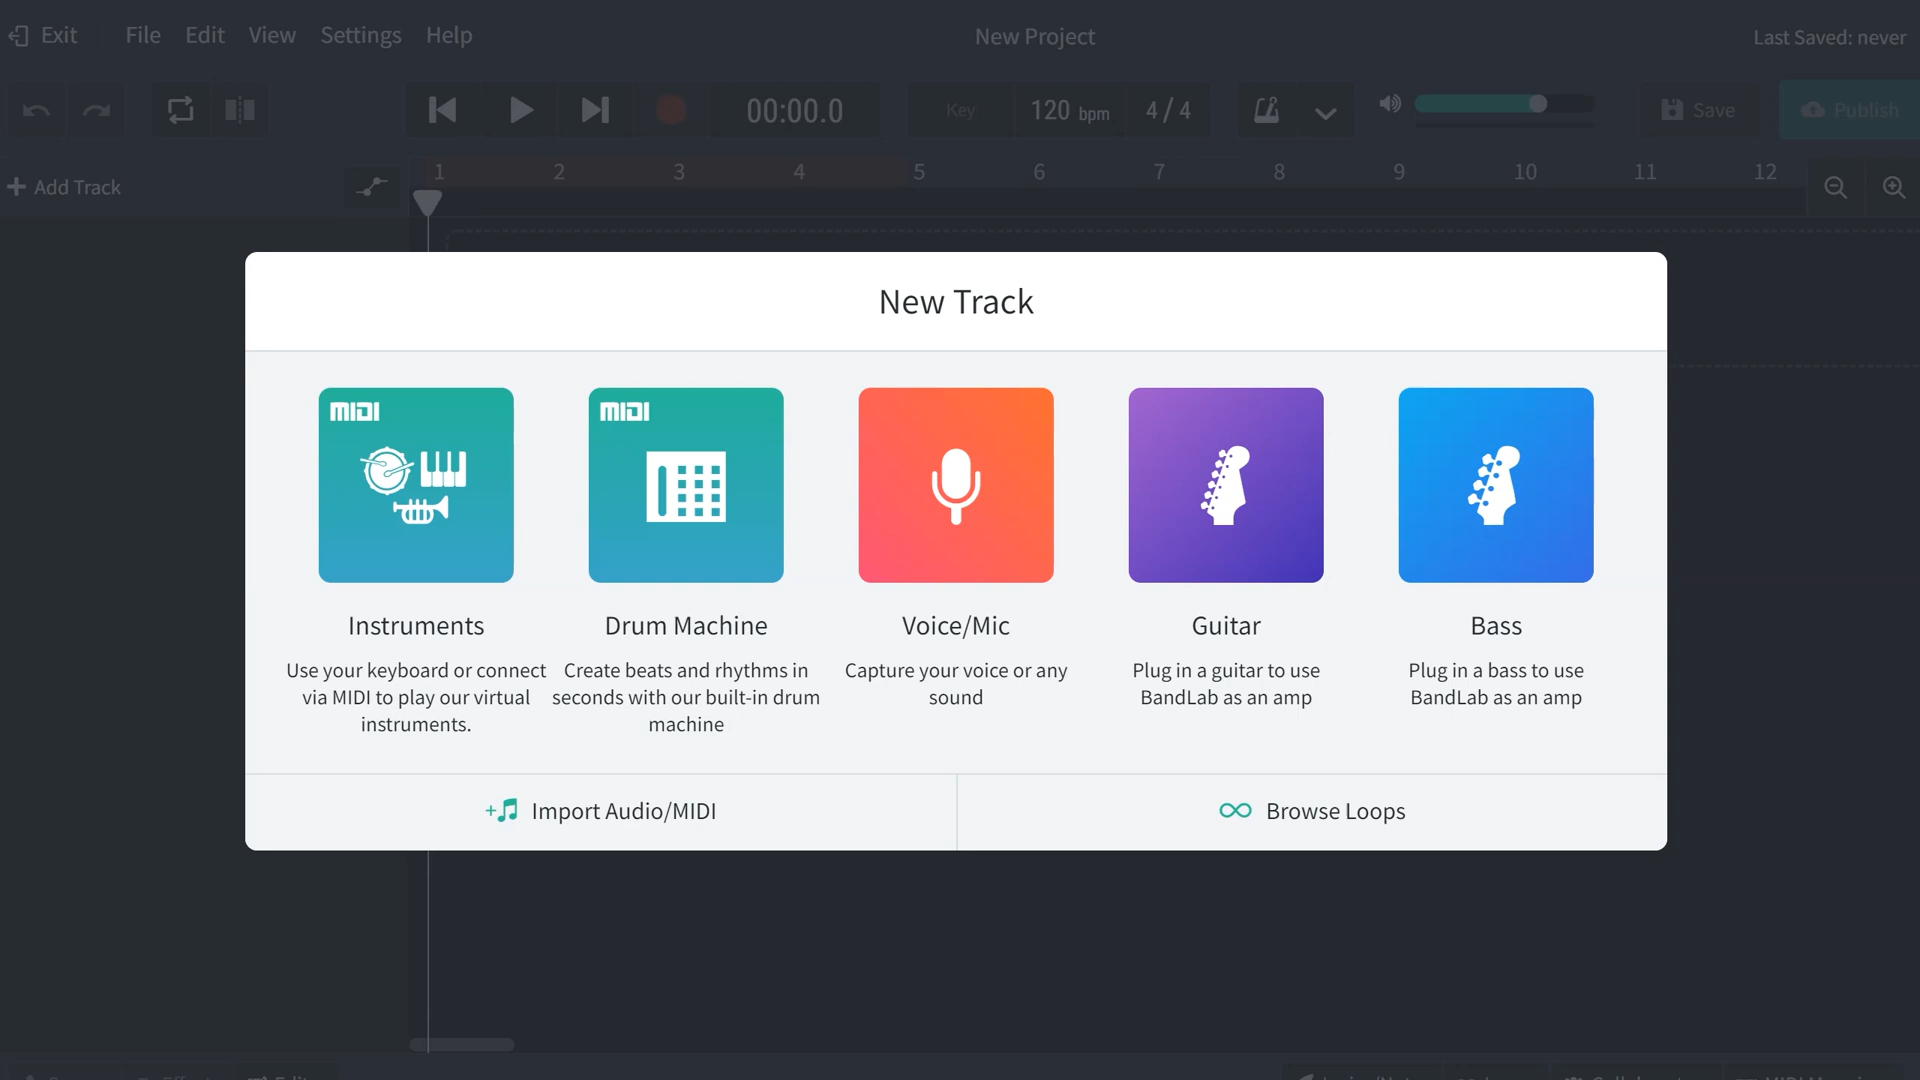 Exit File Edit View Settings Help New Project Last Saved: never
00:00.0 Key 120 bpm 4 / 4 Save Publish
Add Track 1 2 3 4 5 6 7 8 9 10 11 12
New Track
MIDI MIDI
Instruments Drum Machine Voice/Mic Guitar Bass
Use your keyboard or connect
via MIDI to play our virtual
instruments.
Create beats and rhythms in
seconds with our built-in drum
machine
Capture your voice or any
sound
Plug in a guitar to use
BandLab as an amp
Plug in a bass to use
BandLab as an amp
Import Audio/MIDI Browse Loops